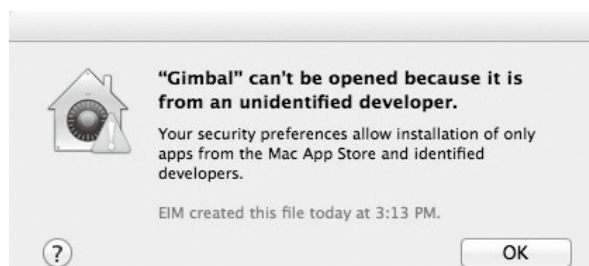 “Gimbal” can't be opened because it is
from an unidentified developer.
Your security preferences allow installation of only
apps from the Mac App Store and identified
developers.
EIM created this file today at 3:13 PM.
?
OK